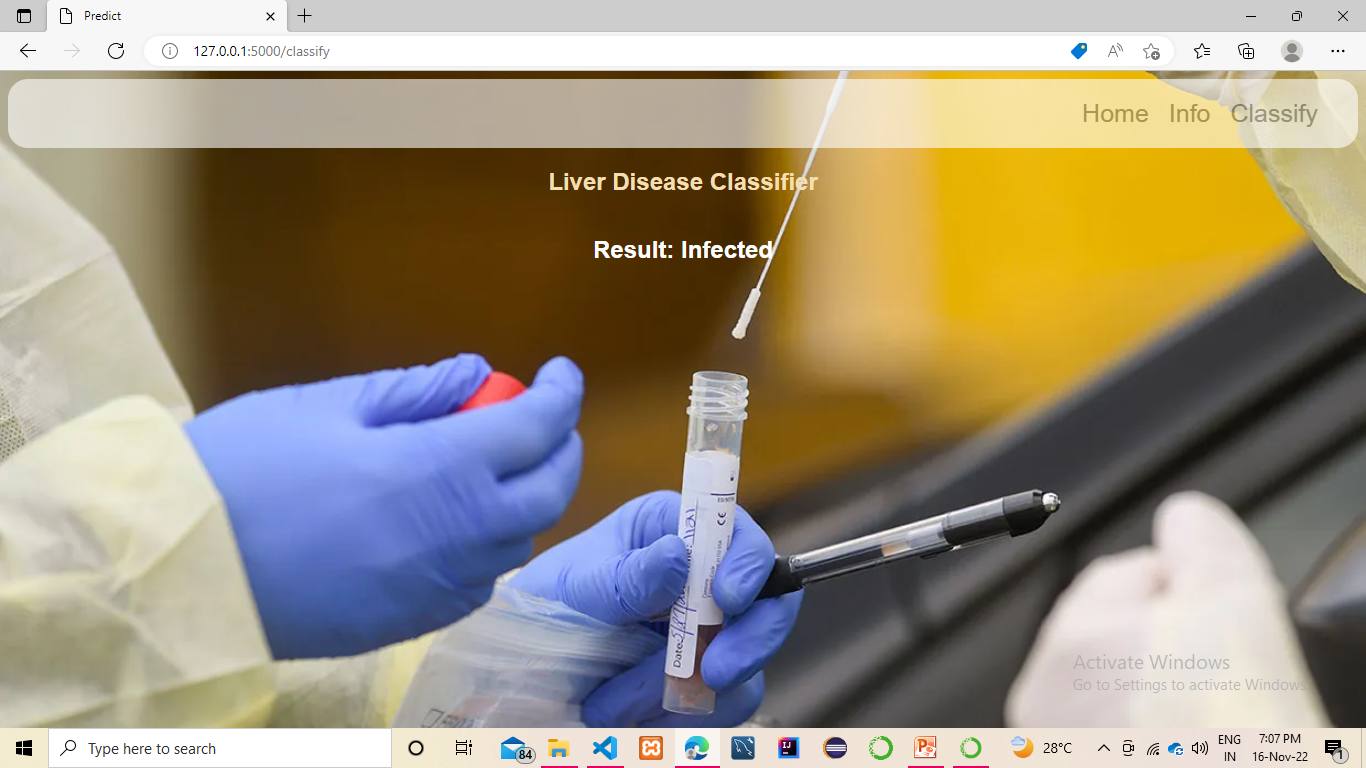 Predict
127.0.0.1:5000/classify
Home Info Classify
Liver Disease Classifier
Result: Infected
CE
Date:
Activate Windows
Go to Settings to activate Windows.
Type here to search
84
28°C
ENG
IN
7:07 PM
16-Nov-22
1